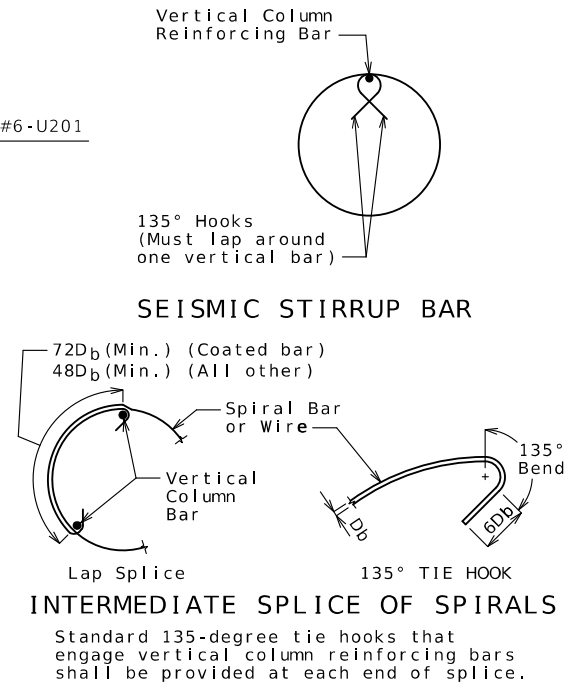 Vertical Column
Reinforcing Bar
#6-U201
135° Hooks
(Must lap around
one vertical bar)
SEISMIC STIRRUP BAR
72Db(Min.) (Coated bar)
48Db(Min.) (All other)
Spiral Bar
or Wire
135°
Bend
Vertical
Column
Bar
Db
6Db
Lap Splice
135° TIE HOOK
INTERMEDIATE SPLICE OF SPIRALS
Standard 135-degree tie hooks that
engage vertical column reinforcing bars
shall be provided at each end of splice.